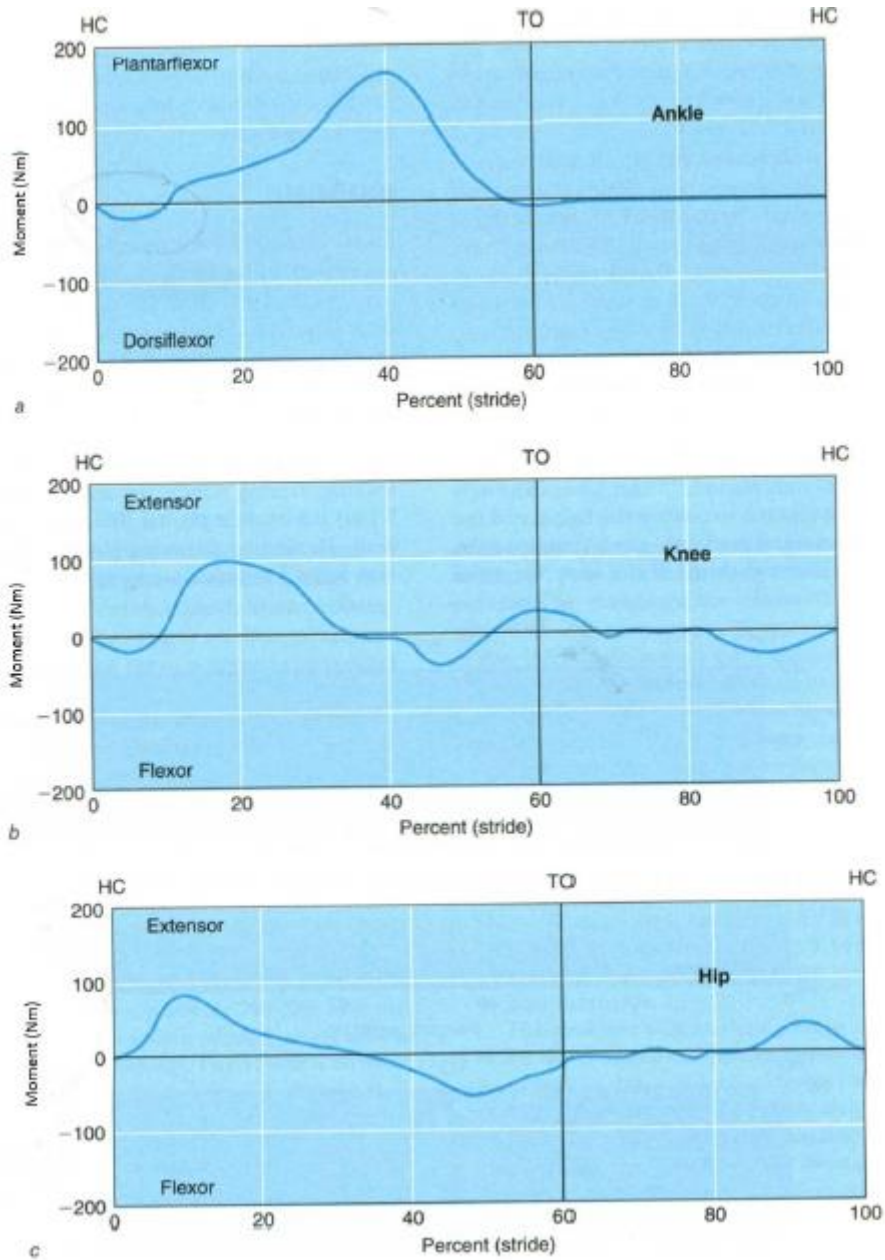 HC TO HC
200
Plantarflexor
100
Ankle
Moment (Nm)
0
−100
Dorsiflexor
−200
0 20 40 60 80 100
Percent (stride)
a
HC TO HC
200
Extensor
100
Knee
Moment (Nm)
0
−100
Flexor
−200
0 20 40 60 80 100
Percent (stride)
b
HC TO HC
200
Extensor
100
Hip
Moment (Nm)
0
−100
Flexor
−200
0 20 40 60 80 100
Percent (stride)
c